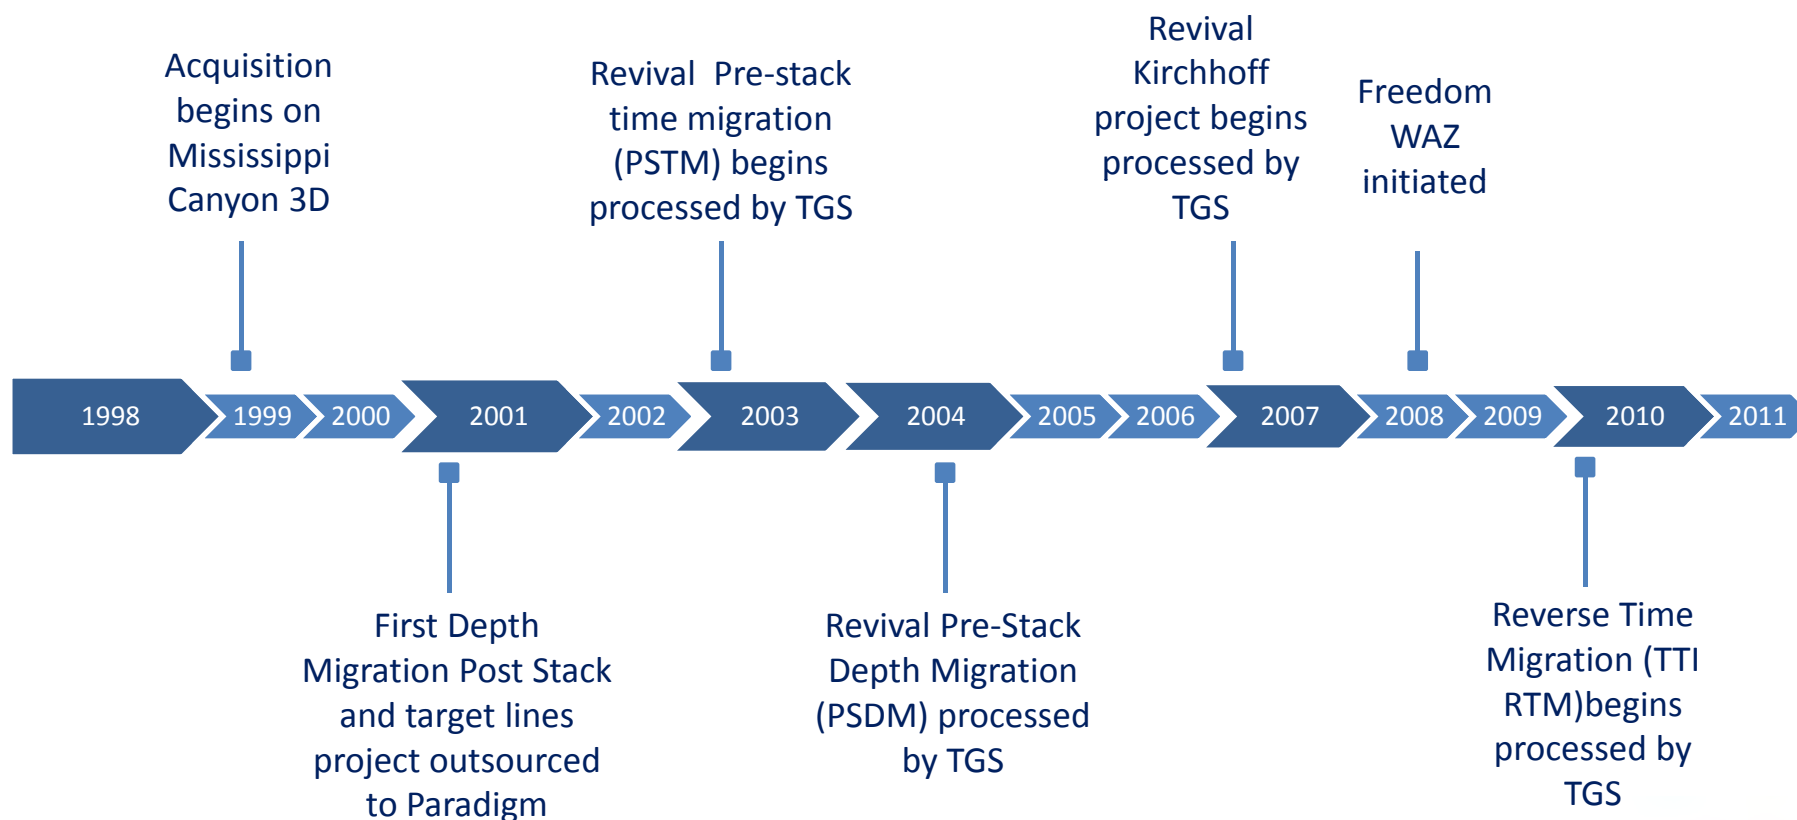 Acquisition
begins on
Mississippi
Canyon 3D
Revival  Pre-stack
time migration
(PSTM) begins
processed by TGS
Revival
Kirchhoff
project begins
processed by
TGS
Freedom
WAZ
initiated
1998
1999
2000
2001
2002
2003
2004
2005
2006
2007
2008
2009
2010
2011
First Depth
Migration Post Stack
and target lines
project outsourced
to Paradigm
Revival Pre-Stack
Depth Migration
(PSDM) processed
by TGS
Reverse Time
Migration (TTI
RTM)begins
processed by
TGS